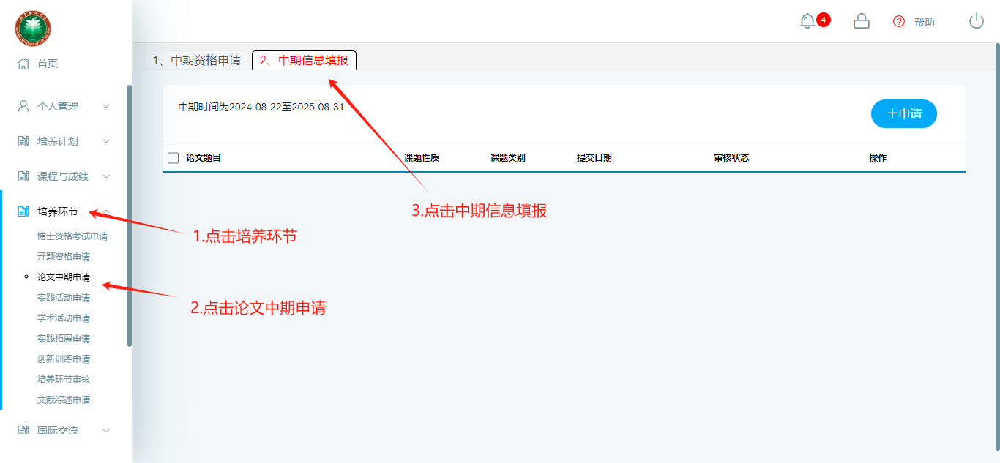 4
帮助
首页
个人管理
培养计划
课程与成绩
培养环节
博士资格考试申请
开题资格申请
论文中期申请
实践活动申请
学术活动申请
实践拓展申请
创新训练申请
培养环节审核
文献综述申请
国际交流
1、中期资格申请
2、中期信息填报
中期时间为2024-08-22至2025-08-31
+申请
论文题目 课题性质 课题类别 提交日期 审核状态 操作
3.点击中期信息填报
1.点击培养环节
2.点击论文中期申请